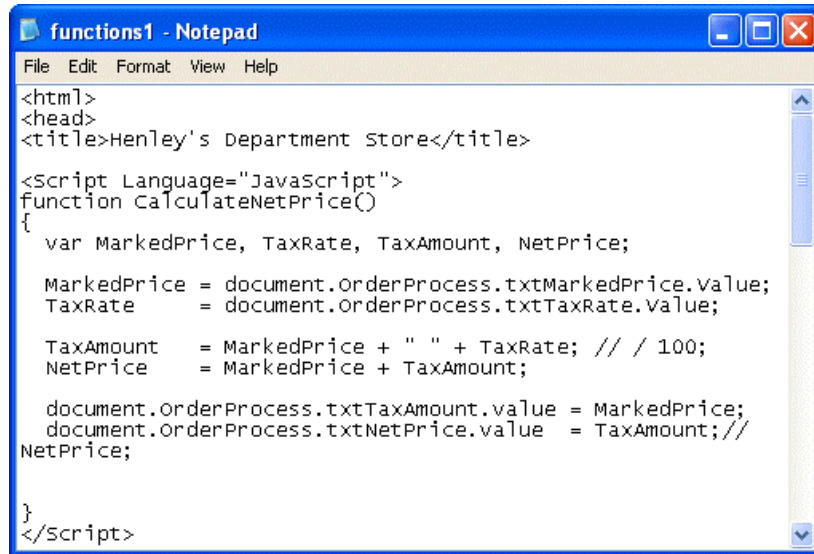 functions1 - Notepad
File Edit Format View Help
<html>
<head>
<title>Henley's Department Store</title>
<Script Language="JavaScript">
function CalculateNetPrice()
{
var MarkedPrice, TaxRate, TaxAmount, NetPrice;
MarkedPrice = document.OrderProcess.txtMarkedPrice.Value;
TaxRate = document.OrderProcess.txtTaxRate.Value;
TaxAmount = MarkedPrice + " " + TaxRate; // / 100;
NetPrice = MarkedPrice + TaxAmount;
document.OrderProcess.txtTaxAmount.value = MarkedPrice;
document.OrderProcess.txtNetPrice.value = TaxAmount;//
NetPrice;
}
</Script>